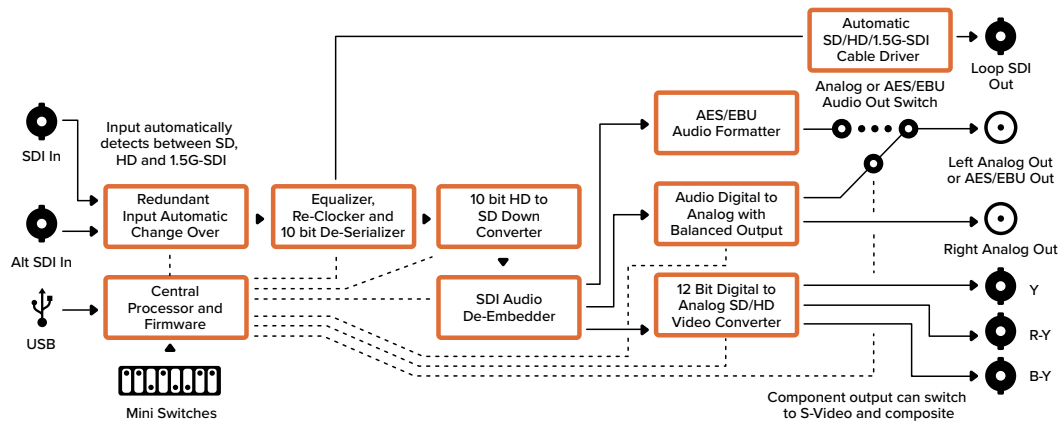 Automatic
SD/HD/1.5G-SDI
Cable Driver
Loop SDI
Out
Analog or AES/EBU
Audio Out Switch
AES/EBU
Audio Formatter
Input automatically
detects between SD,
HD and 1.5G-SDI
SDI In
Left Analog Out
or AES/EBU Out
Redundant
Input Automatic
Change Over
Equalizer,
Re-Clocker and
10 bit De-Serializer
10 bit HD to
SD Down
Converter
Audio Digital to
Analog with
Balanced Output
Alt SDI In
Right Analog Out
Central
Processor and
Firmware
SDI Audio
De-Embedder
12 Bit Digital to
Analog SD/HD
Video Converter
Y
USB
R-Y
B-Y
Mini Switches
Component output can switch
to S-Video and composite